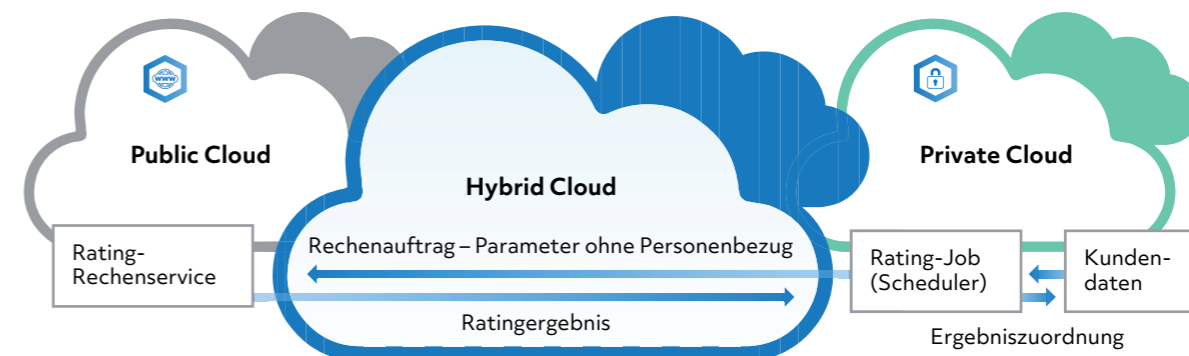 WWW
Public Cloud
Hybrid Cloud
Private Cloud
Rating-
Rechenservice
Rechenauftrag – Parameter ohne Personenbezug
Ratingergebnis
Rating-Job
(Scheduler)
Kunden-
daten
Ergebniszuordnung